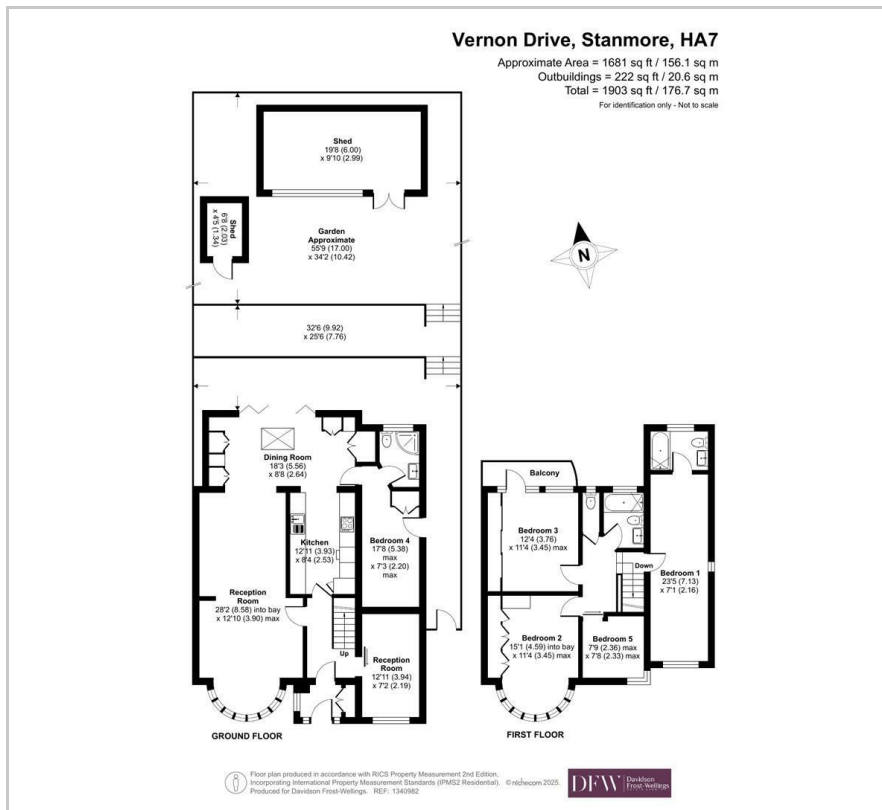 Vernon Drive, Stanmore, HA7
Approximate Area = 1681 sq ft / 156.1 sq m
Outbuildings = 222 sq ft / 20.6 sq m
Total = 1903 sq ft / 176.7 sq m
For identification only - Not to scale
Shed
19'8 (6.00)
x 9'10 (2.99)
Shed
6'8 (2.03)
x 4'5 (1.34)
Garden
Approximate
55'9 (17.00)
x 34'2 (10.42)
N
32'6 (9.92)
x 25'6 (7.76)
Dining Room
18'3 (5.56)
x 8'8 (2.64)
Kitchen
12'11 (3.93)
x 8'4 (2.53)
Bedroom 4
17'8 (5.38)
max
x 7'3 (2.20)
max
Reception
Room
28'2 (8.58) into bay
x 12'10 (3.90) max
Up
Reception
Room
12'11 (3.94)
x 7'2 (2.19)
GROUND FLOOR
Balcony
Bedroom 3
12'4 (3.76)
x 11'4 (3.45) max
Down
Bedroom 1
23'5 (7.13)
x 7'1 (2.16)
Bedroom 2
15'1 (4.59) into bay
x 11'4 (3.45) max
Bedroom 5
7'9 (2.36) max
x 7'8 (2.33) max
FIRST FLOOR
Floor plan produced in accordance with RICS Property Measurement 2nd Edition,
Incorporating International Property Measurement Standards (IPMS2 Residential). © nichecom 2025.
Produced for Davidson Frost-Wellings. REF: 1340982
DFW
Davidson
Frost-Wellings